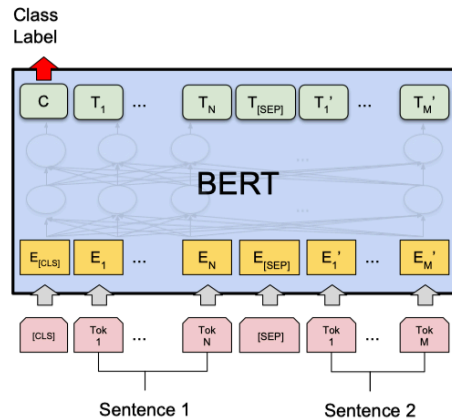 Class
Label
C T1 ... TN T[SEP] T1' ... TM'
...
BERT
...
E[CLS] E1 ... EN E[SEP] E1' ... EM'
[CLS] Tok 1 ... Tok N [SEP] Tok 1 ... Tok M
Sentence 1 Sentence 2